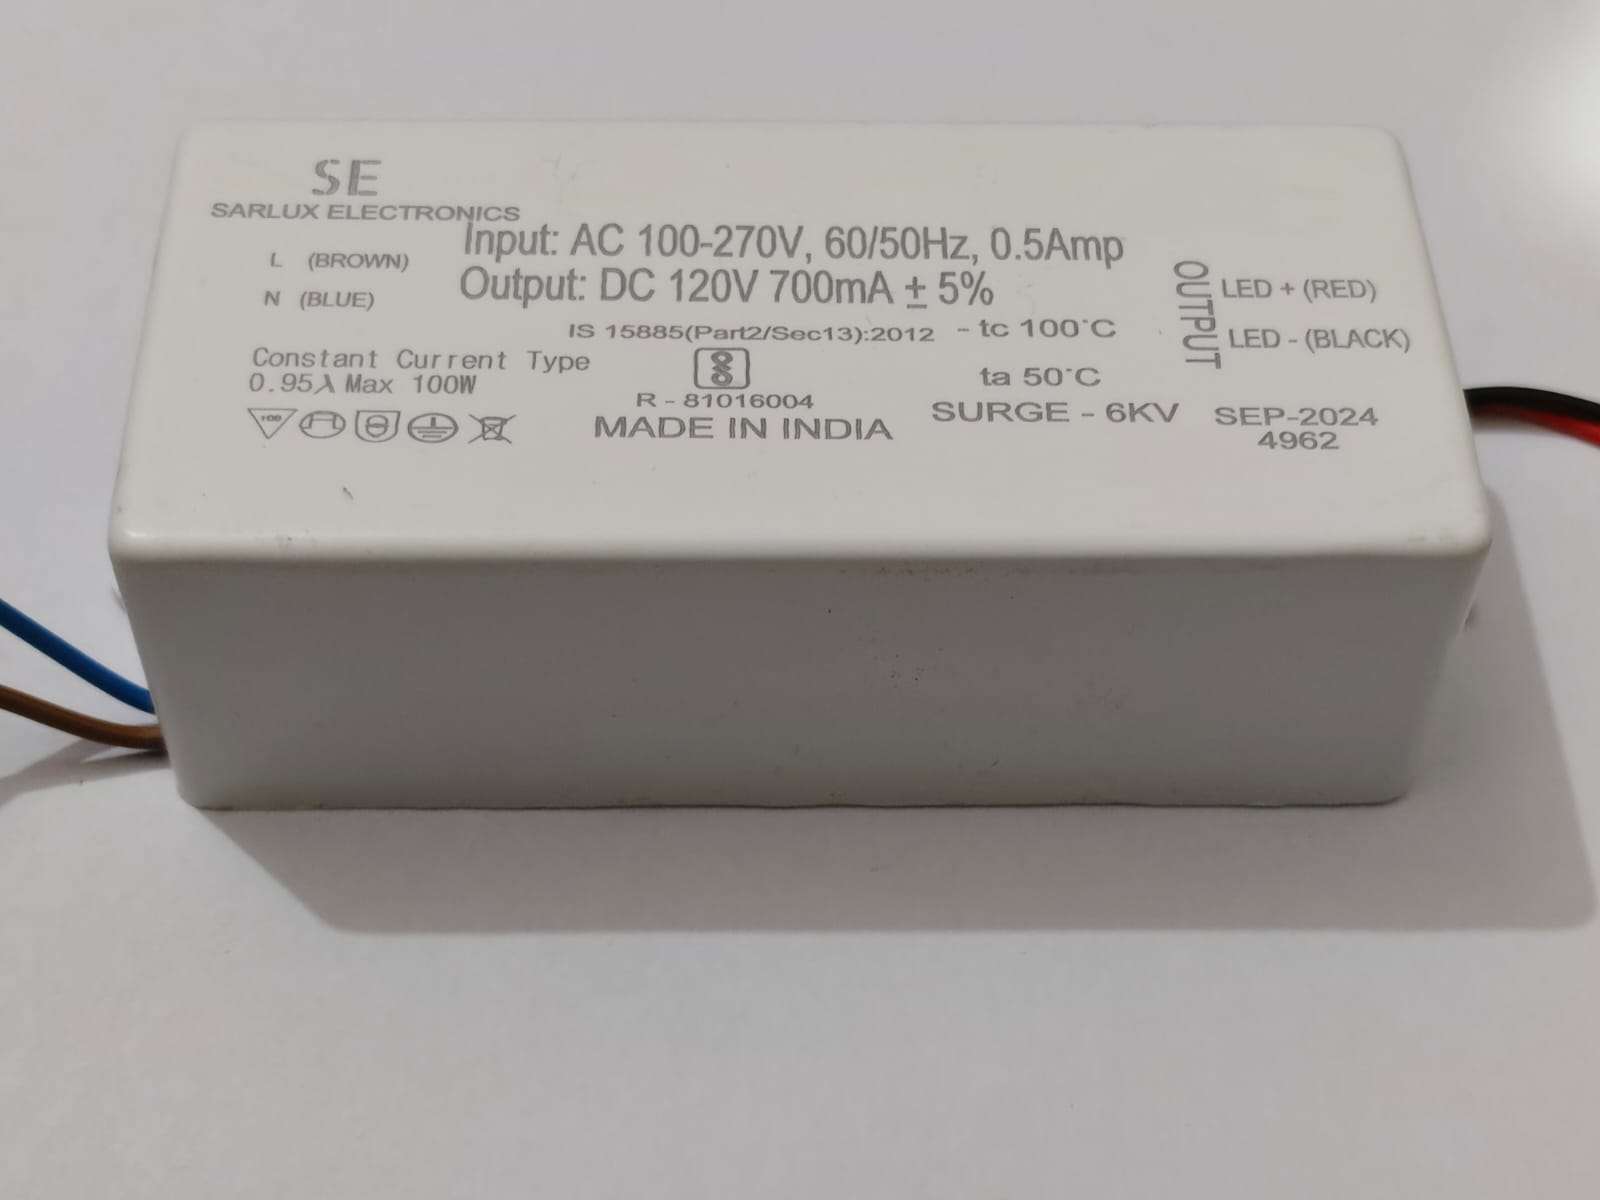 SE
SARLUX ELECTRONICS
L (BROWN)
N (BLUE)
Input: AC 100-270V, 60/50Hz, 0.5Amp
Output: DC 120V 700mA ± 5%
IS 15885(Part2/Sec13):2012
- tc 100°C
Constant Current Type
0.95λ Max 100W
R - 81016004
MADE IN INDIA
ta 50°C
SURGE - 6KV
OUTPUT
LED + (RED)
LED - (BLACK)
SEP-2024
4962
100